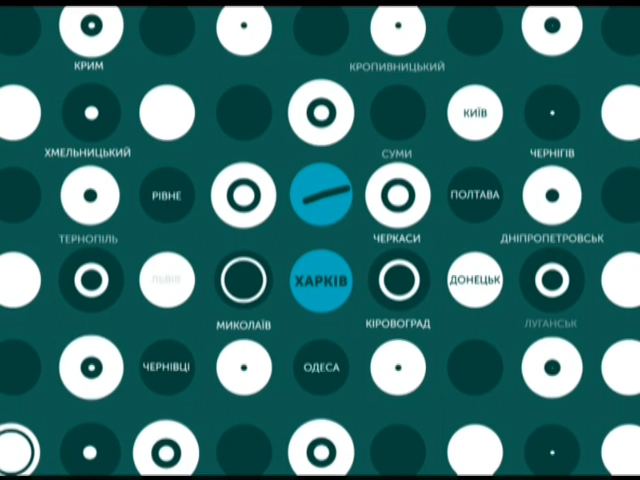 КРИМ
КРОПИВНИЦЬКИЙ
КИЇВ
ХМЕЛЬНИЦЬКИЙ
СУМИ
ЧЕРНІГІВ
РІВНЕ
ПОЛТАВА
ТЕРНОПІЛЬ
ЧЕРКАСИ
ДНІПРОПЕТРОВСЬК
ЛЬВІВ
ХАРКІВ
ДОНЕЦЬК
МИКОЛАЇВ
КІРОВОГРАД
ЛУГАНСЬК
ЧЕРНІВЦІ
ОДЕСА